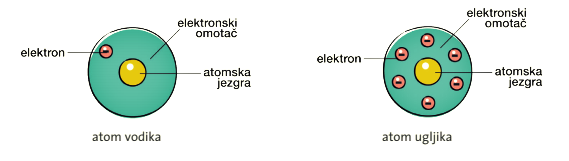 elektronski
omotač
elektron
atomska
jezgra
atom vodika
elektronski
omotač
elektron
atomska
jezgra
atom ugljika